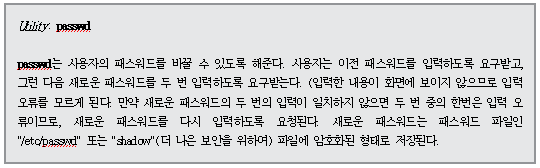 Utility: passwd
passwd는 사용자의 패스워드를 바꿀 수 있도록 해준다. 사용자는 이전 패스워드를 입력하도록 요구받고,
그런 다음 새로운 패스워드를 두 번 입력하도록 요구받는다. (입력한 내용이 화면에 보이지 않으므로 입력
오류를 모르게 된다. 만약 새로운 패스워드의 두 번의 입력이 일치하지 않으면 두 번 중의 한번은 입력 오
류이므로, 새로운 패스워드를 다시 입력하도록 요청된다. 새로운 패스워드는 패스워드 파일인
"/etc/passwd" 또는 "shadow"(더 나은 보안을 위하여) 파일에 암호화된 형태로 저장된다.